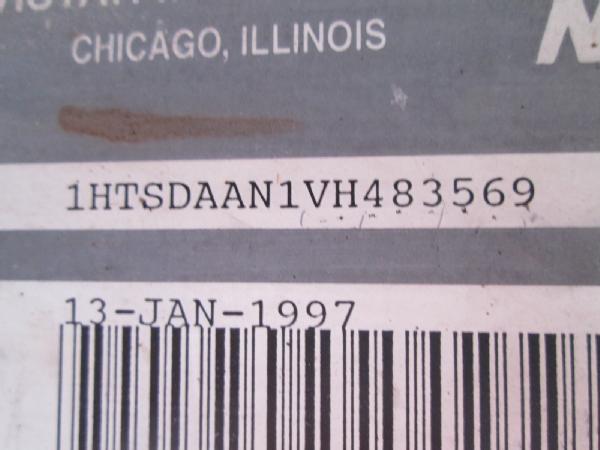 CHICAGO, ILLINOIS
1HTSDAAN1VH483569
13-JAN-1997